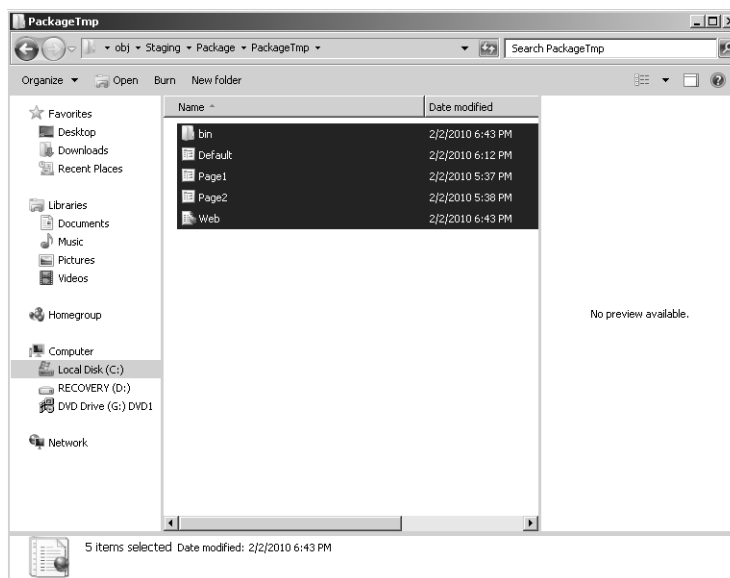 PackageTmp
obj Staging Package PackageTmp
Search PackageTmp
Organize Open Burn New folder
Favorites
Desktop
Downloads
Recent Places
Libraries
Documents
Music
Pictures
Videos
Homegroup
Computer
Local Disk (C:)
RECOVERY (D:)
DVD Drive (G:) DVD1
Network
Name Date modified
bin 2/2/2010 6:43 PM
Default 2/2/2010 6:12 PM
Page1 2/2/2010 5:37 PM
Page2 2/2/2010 5:38 PM
Web 2/2/2010 6:43 PM
No preview available.
5 items selected Date modified: 2/2/2010 6:43 PM